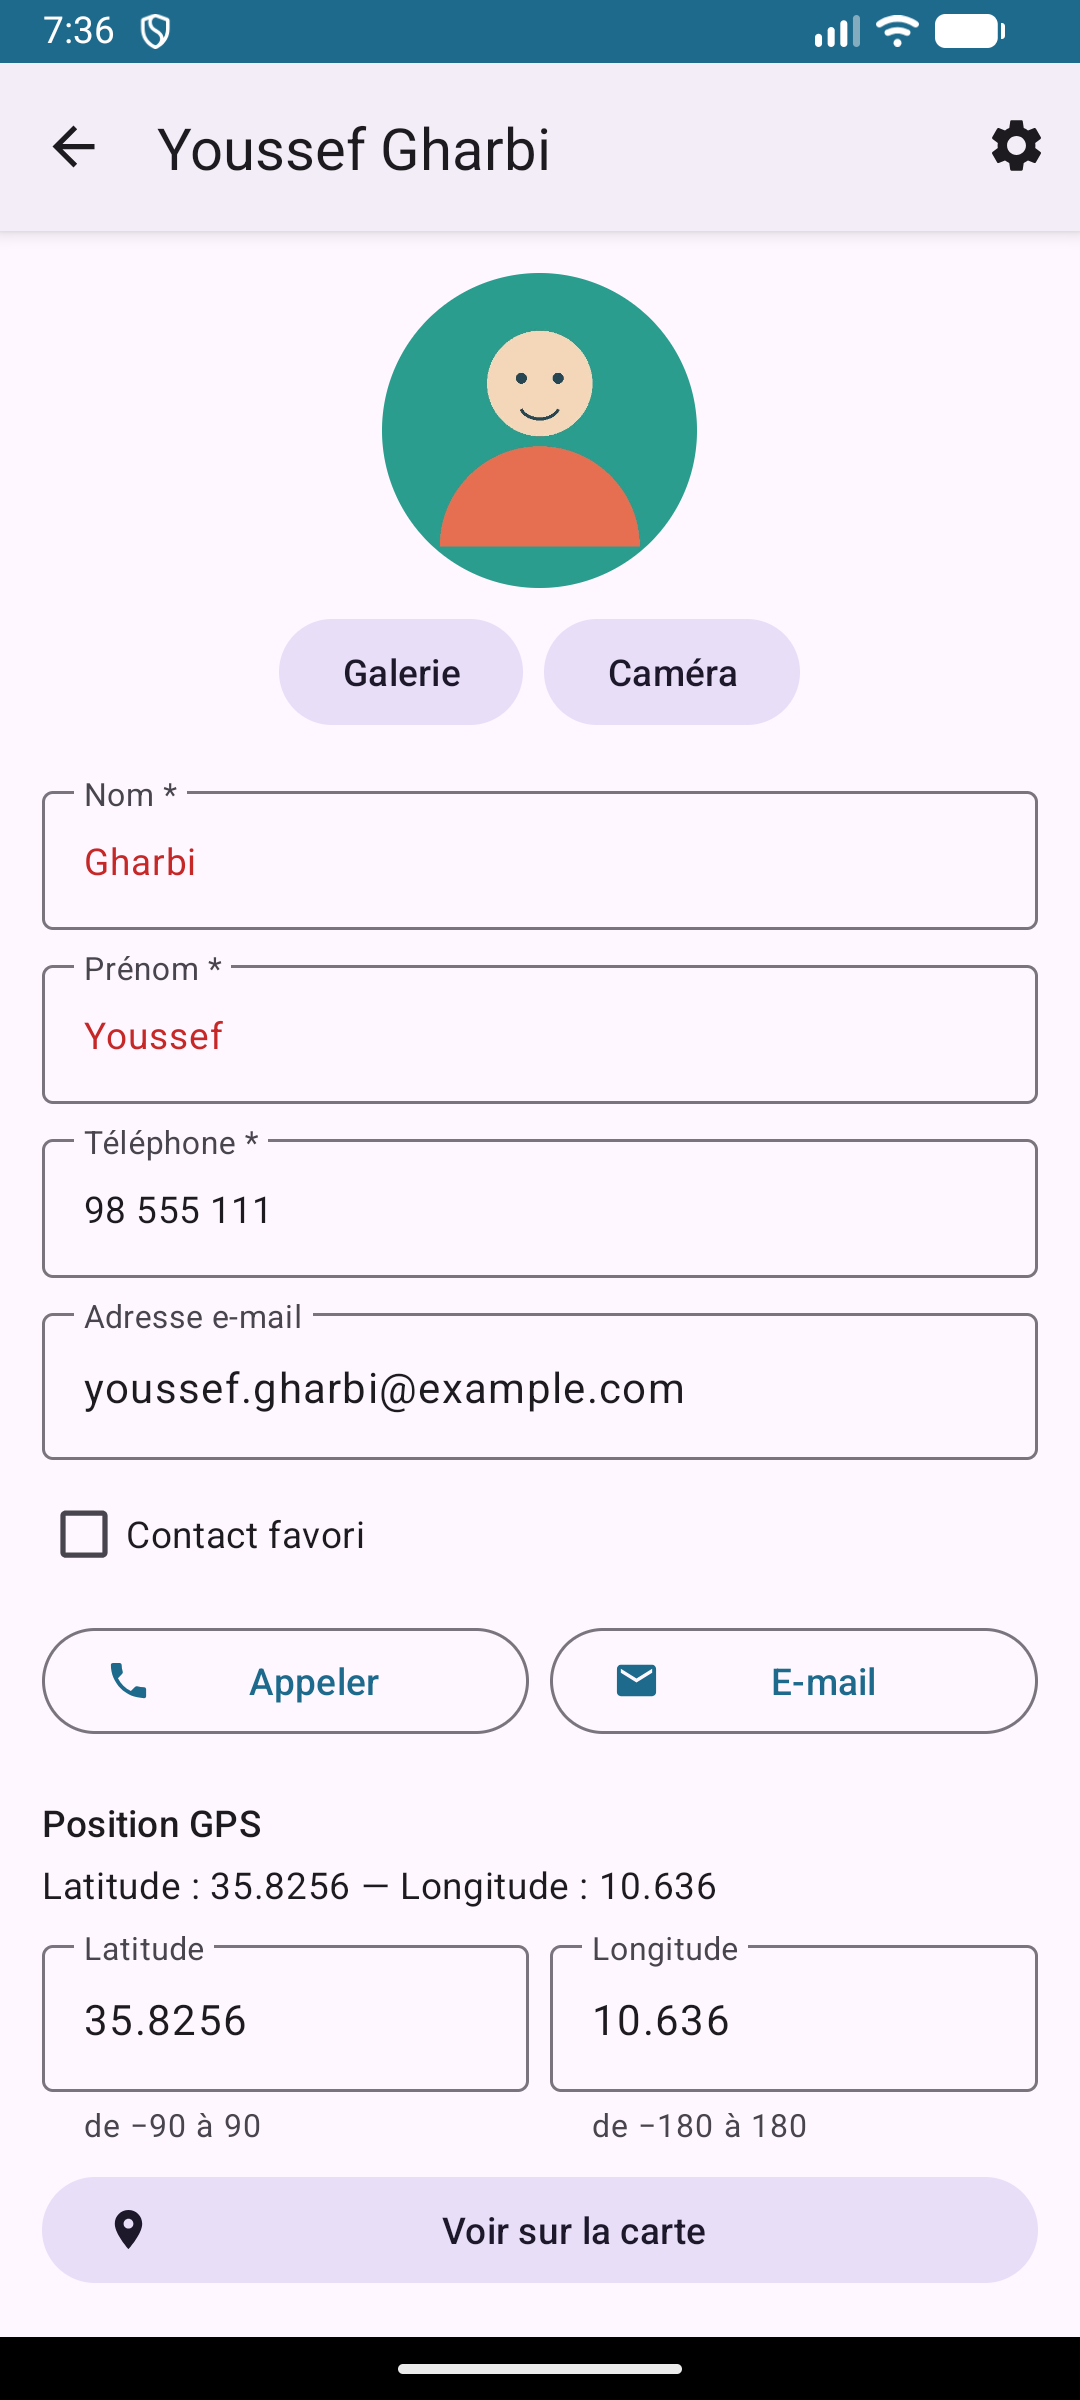 7:36
Youssef Gharbi
Galerie
Caméra
Nom *
Gharbi
Prénom *
Youssef
Téléphone *
98 555 111
Adresse e-mail
youssef.gharbi@example.com
Contact favori
Appeler
E-mail
Position GPS
Latitude : 35.8256 — Longitude : 10.636
Latitude
Longitude
35.8256
10.636
de −90 à 90
de −180 à 180
Voir sur la carte